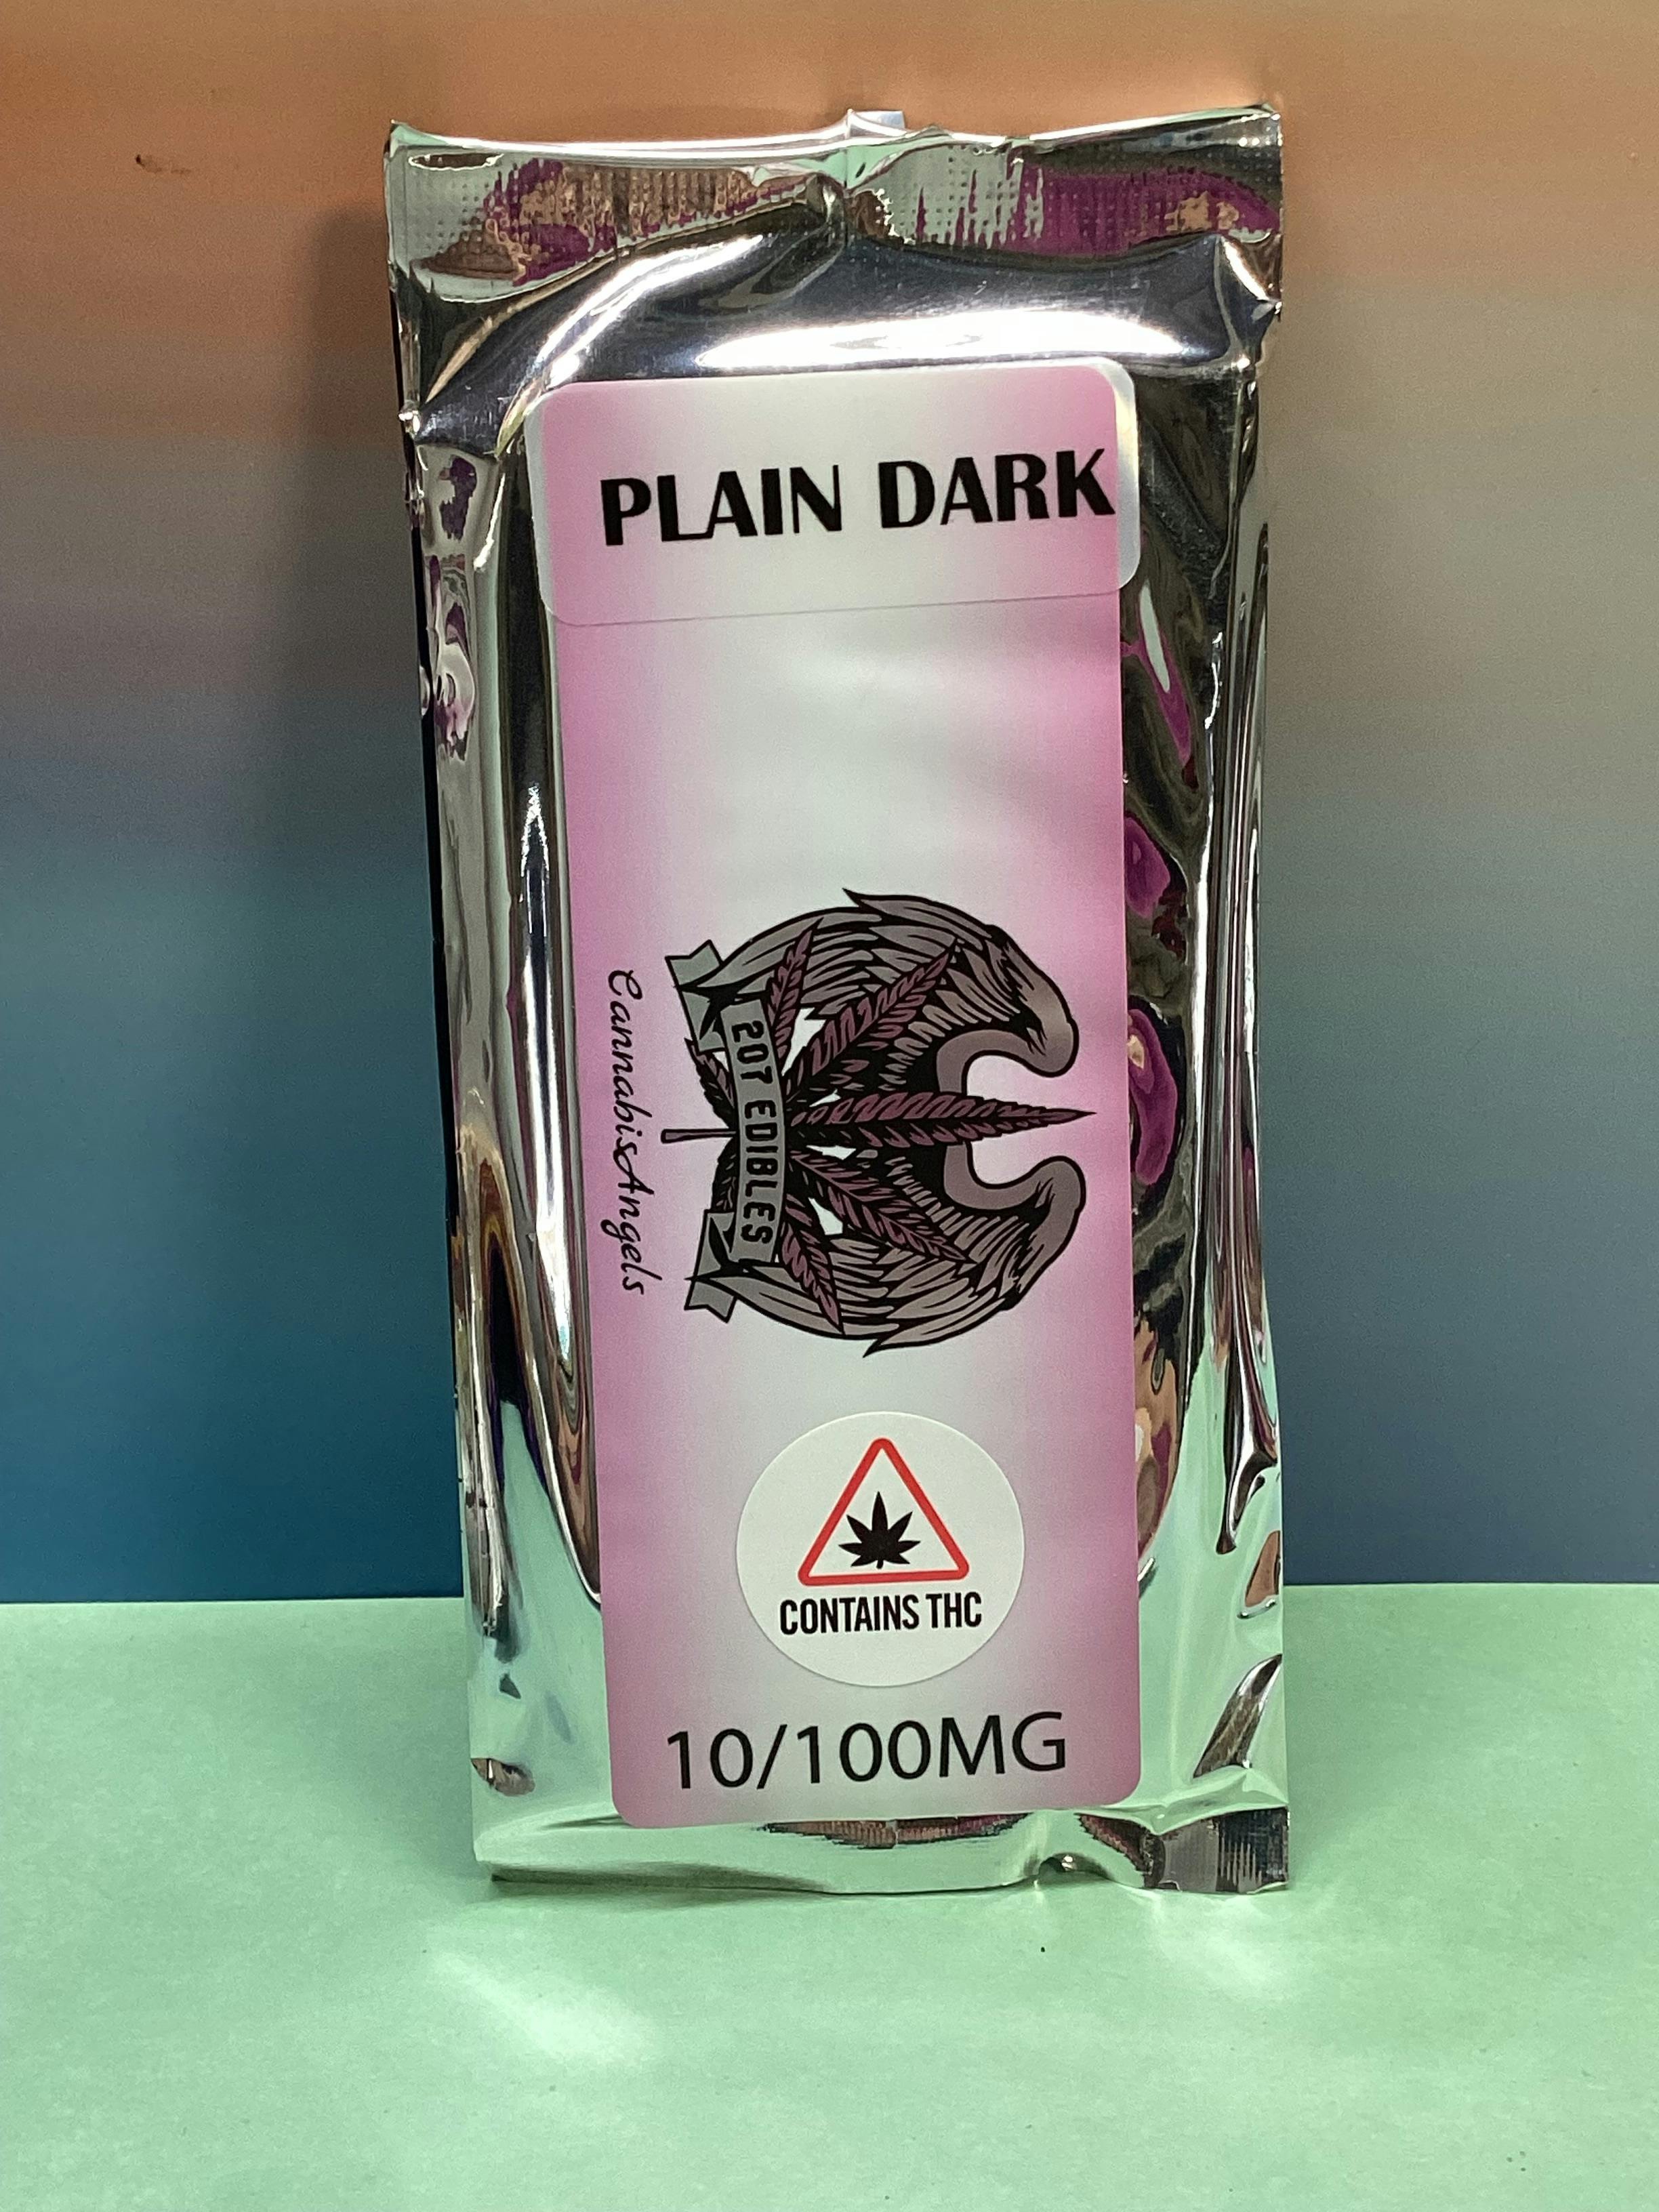 PLAIN DARK
207 EDIBLES
CannabisAngels
CONTAINS THC
10/100MG